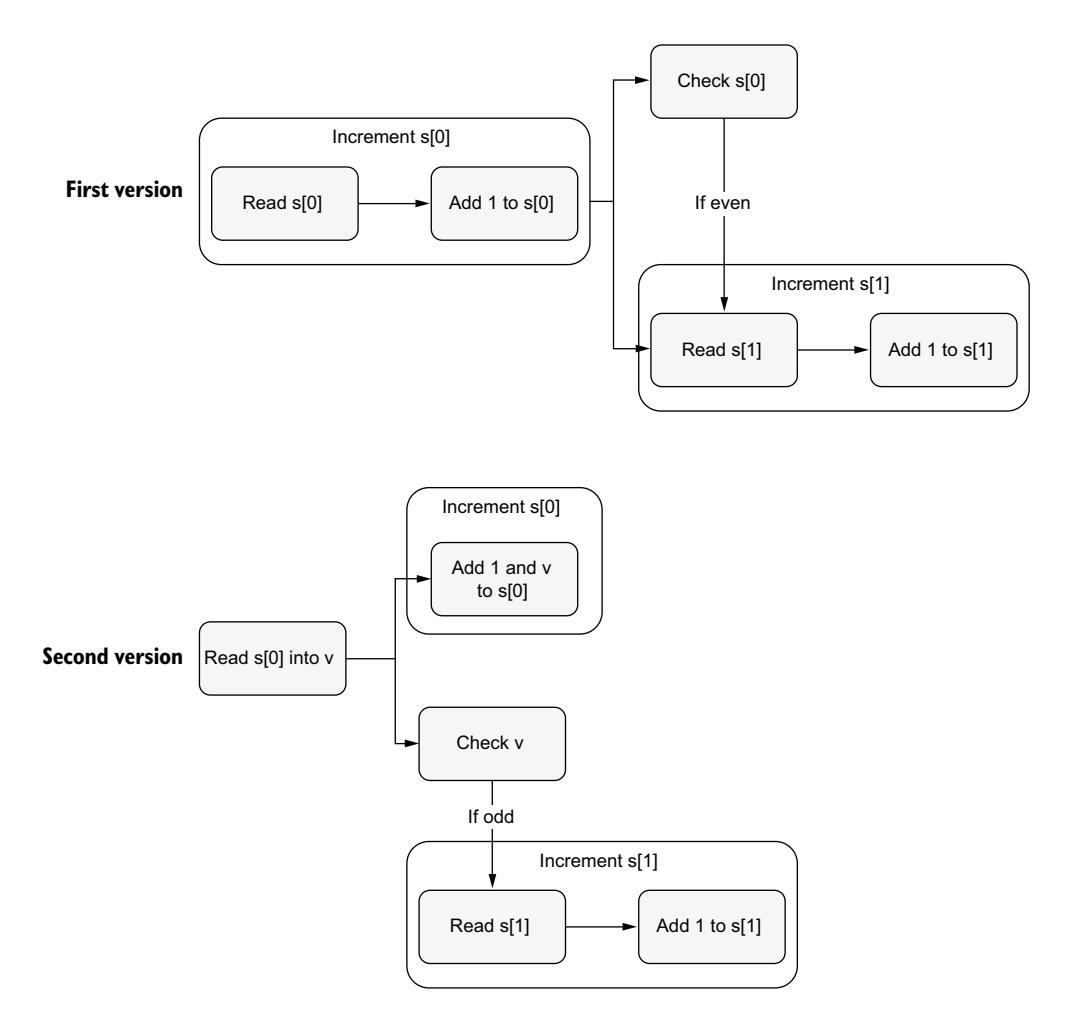 Check s[0]
Increment s[0]
First version
Read s[0]
Add 1 to s[0]
If even
Increment s[1]
Read s[1]
Add 1 to s[1]
Increment s[0]
Add 1 and v
to s[0]
Second version
Read s[0] into v
Check v
If odd
Increment s[1]
Read s[1]
Add 1 to s[1]